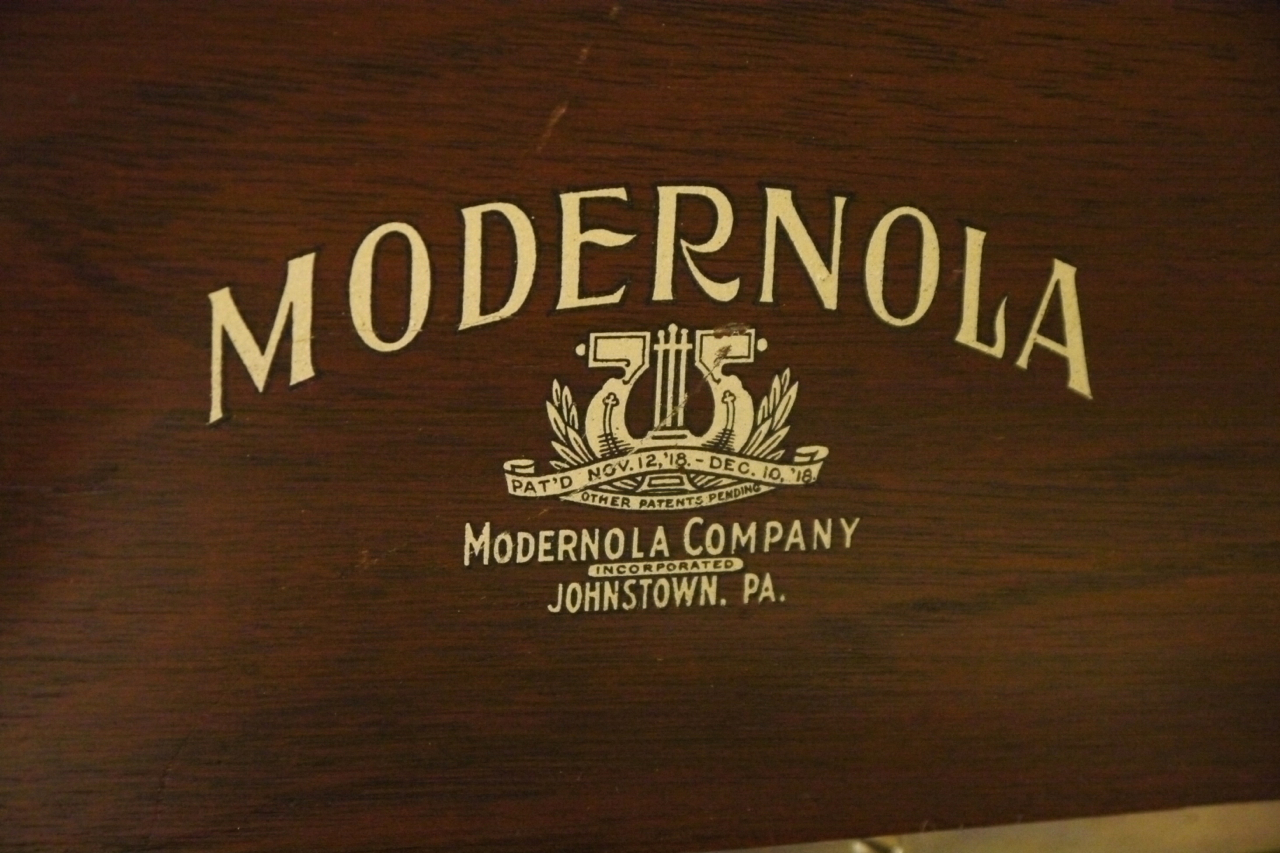 MODERNOLA
PAT'D NOV. 12, '18. - DEC. 10, '18.
OTHER PATENTS PENDING
MODERNOLA COMPANY
INCORPORATED
JOHNSTOWN. PA.